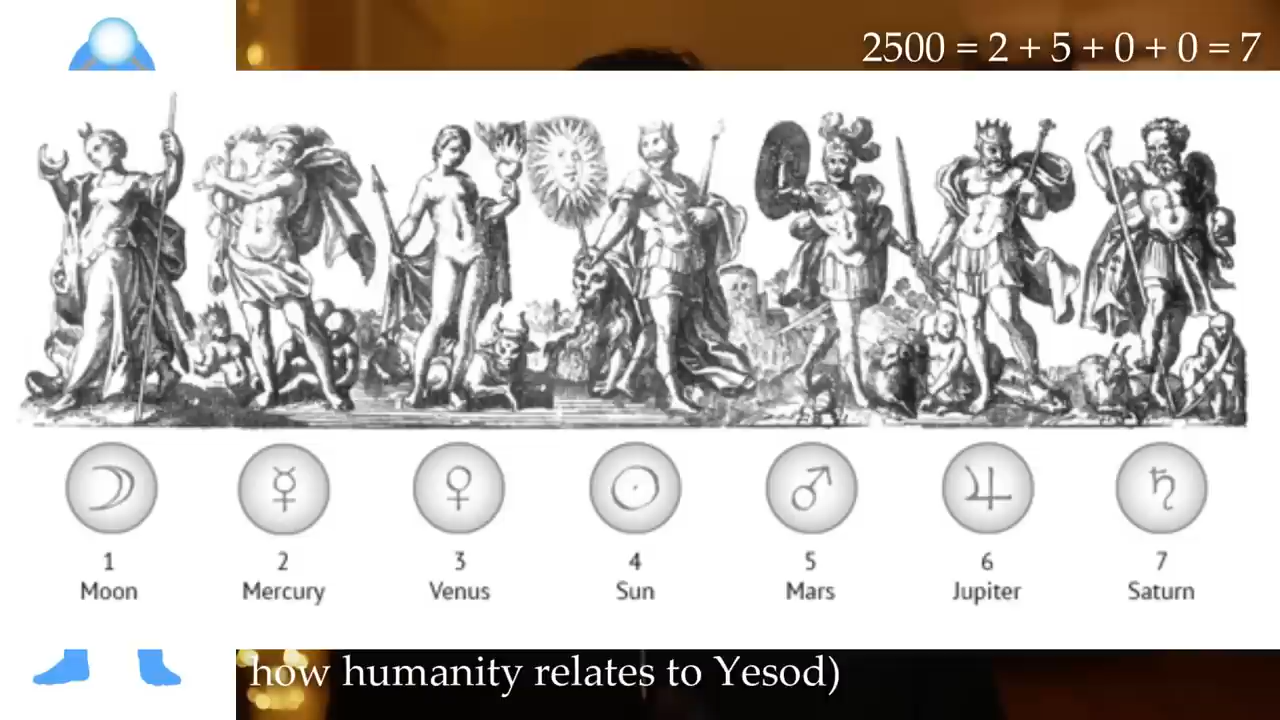 2500 = 2 + 5 + 0 + 0 = 7
1 2 3 4 5 6 7
Moon Mercury Venus Sun Mars Jupiter Saturn
how humanity relates to Yesod)